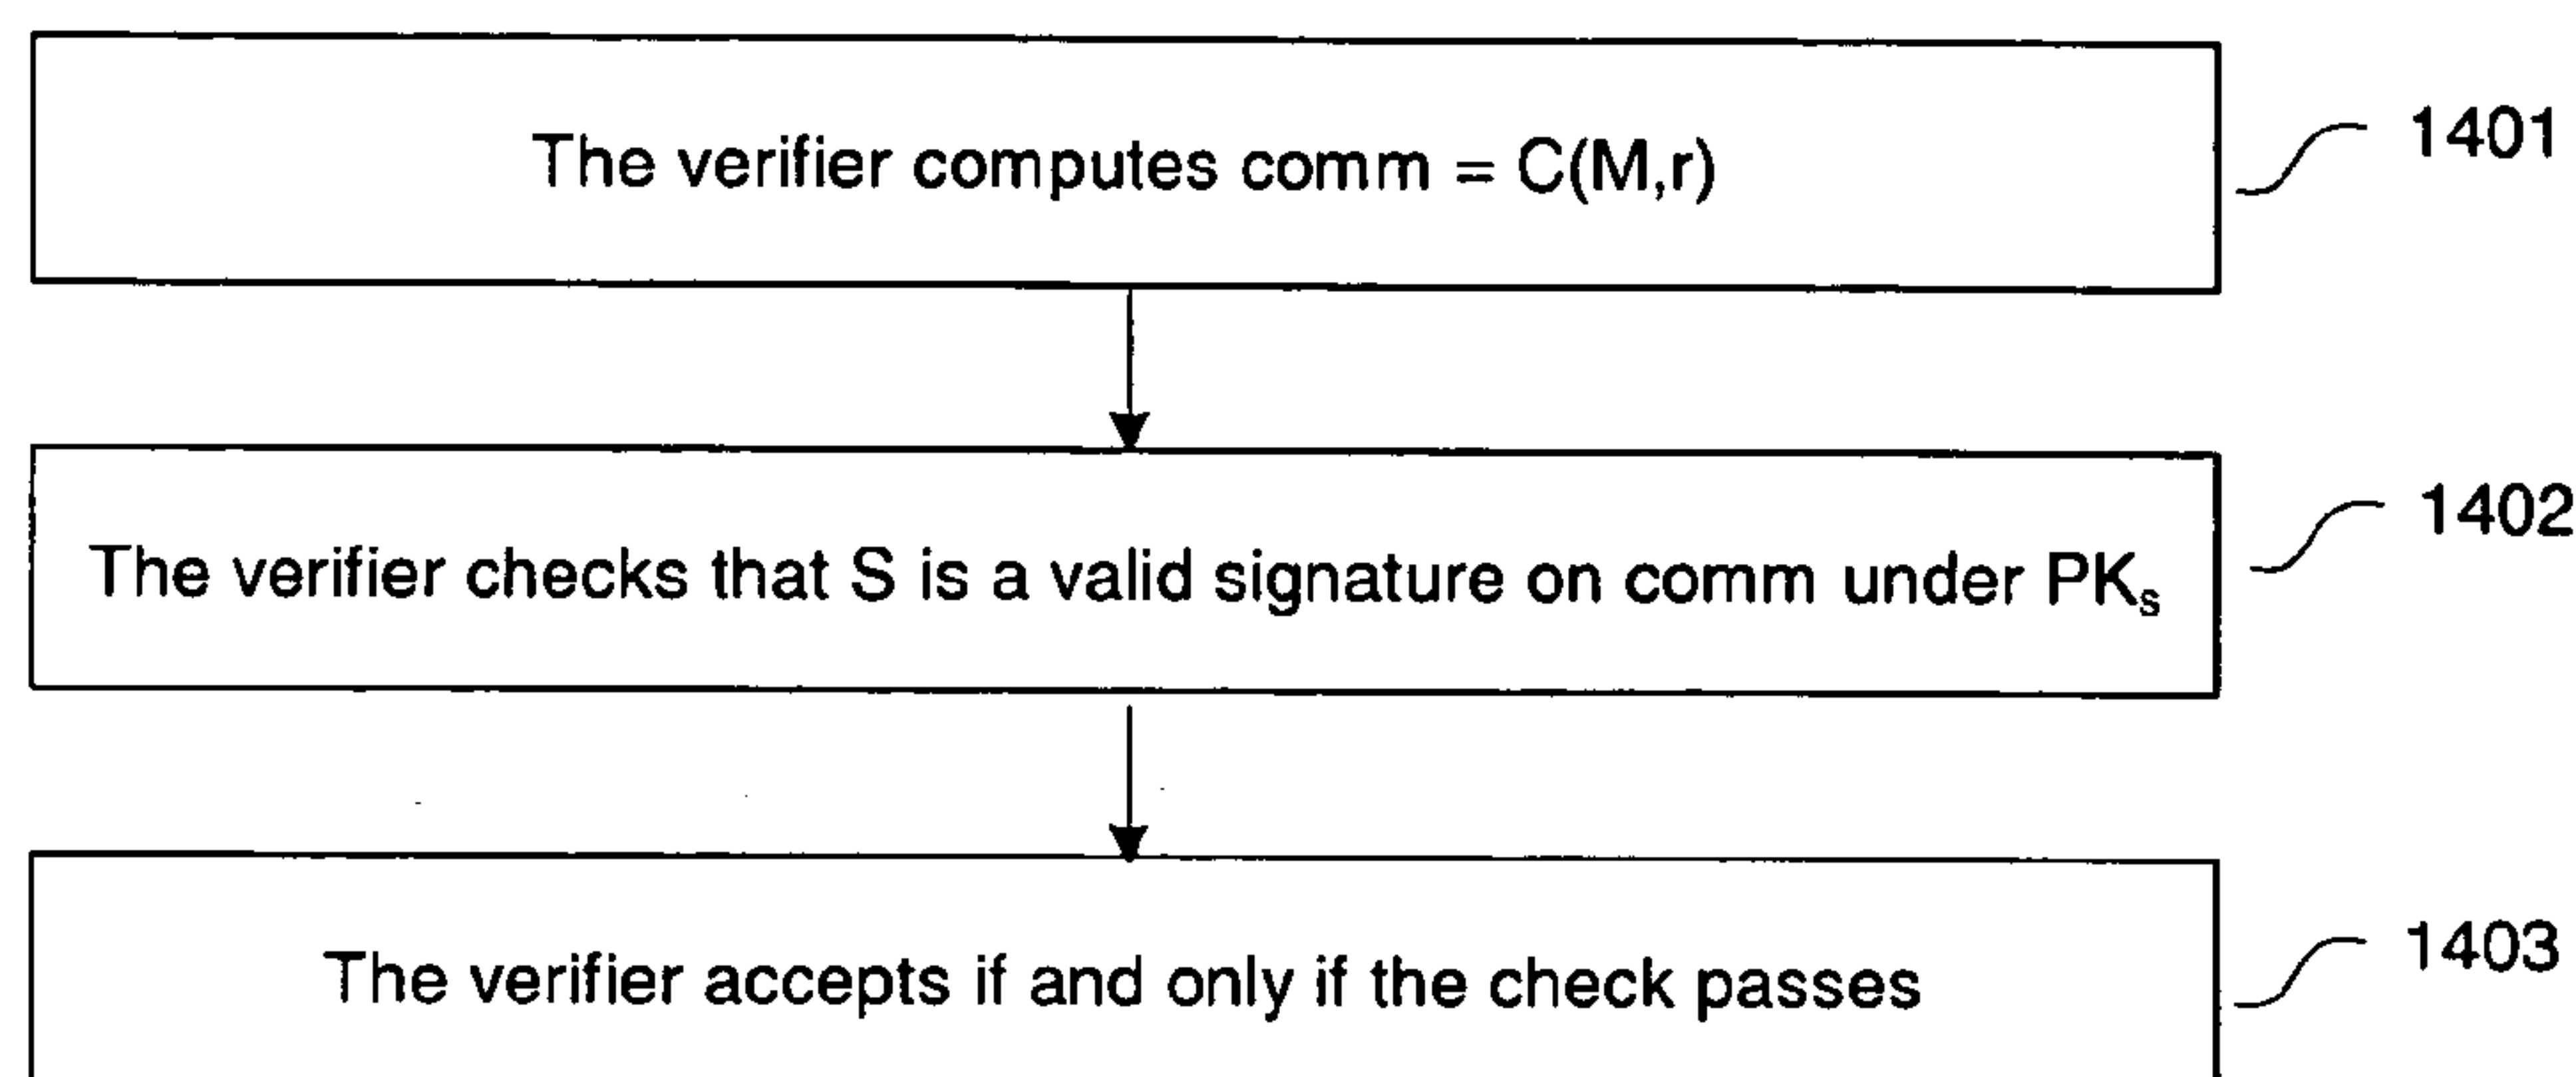 The verifier computes comm = C(M,r)
1401
The verifier checks that S is a valid signature on comm under PKₛ
1402
The verifier accepts if and only if the check passes
1403